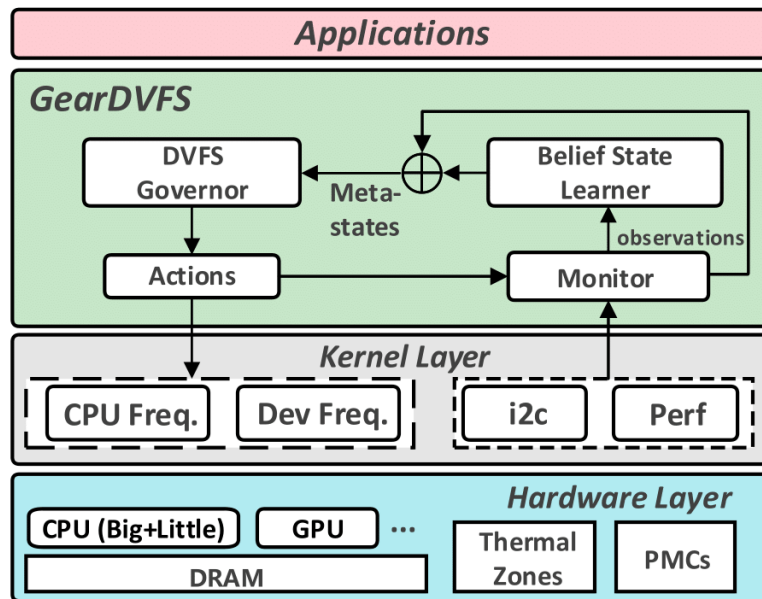 Applications
GearDVFS
DVFS
Governor
Meta-
states
Belief State
Learner
observations
Actions
Monitor
Kernel Layer
CPU Freq.
Dev Freq.
i2c
Perf
Hardware Layer
CPU (Big+Little)
GPU
...
DRAM
Thermal
Zones
PMCs